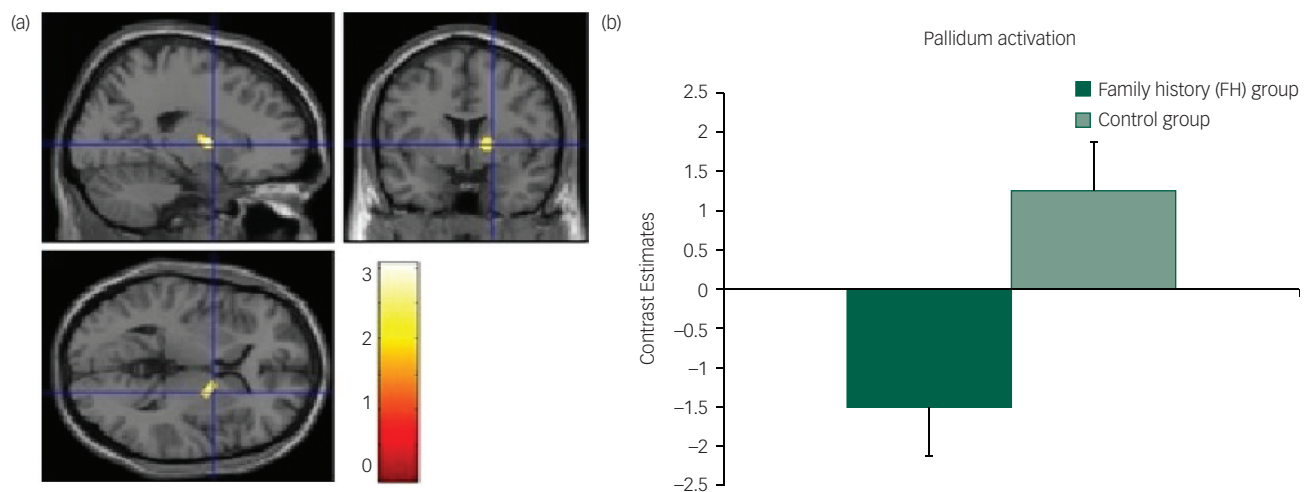 (a)
3
2
1
0
(b)
Pallidum activation
Family history (FH) group
Control group
Contrast Estimates
2.5
2
1.5
1
0.5
0
−0.5
−1
−1.5
−2
−2.5